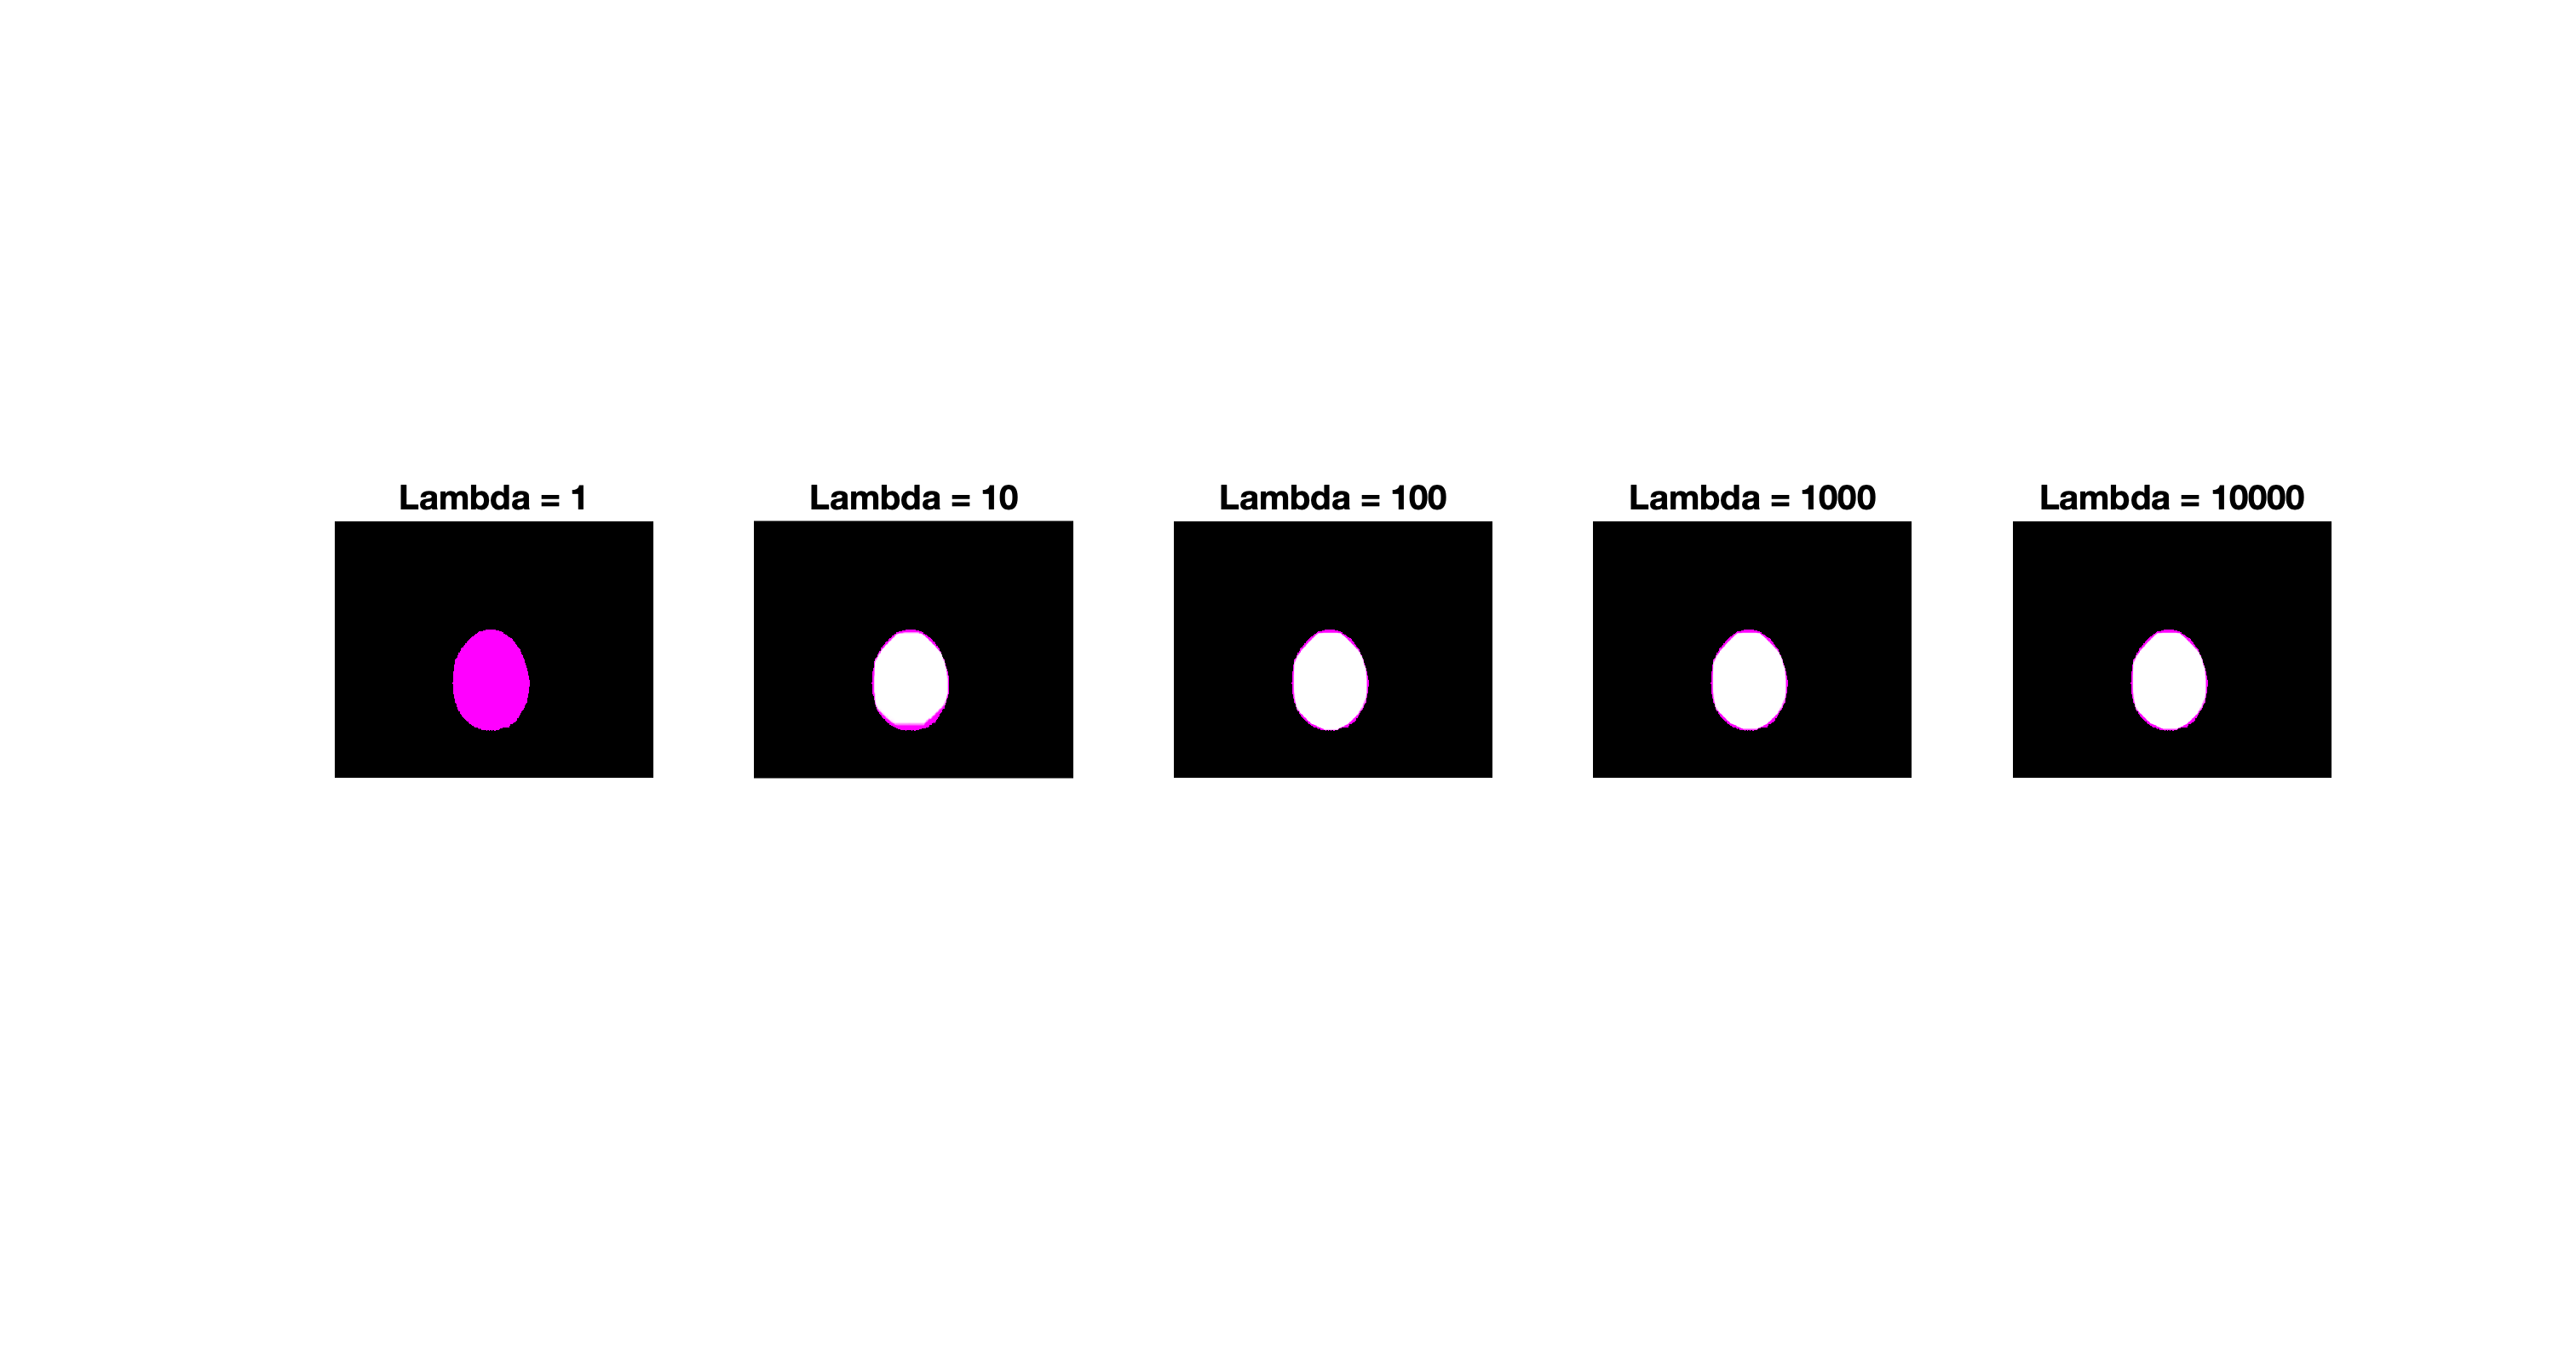 Lambda = 1
Lambda = 10
Lambda = 100
Lambda = 1000
Lambda = 10000